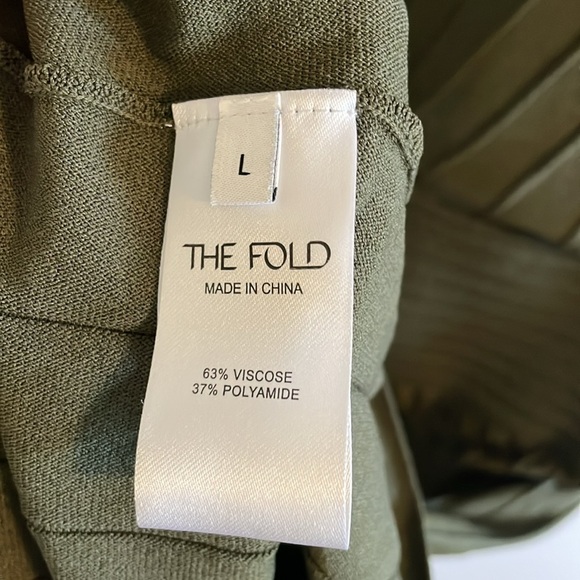 L
THE FOLD
MADE IN CHINA
63% VISCOSE
37% POLYAMIDE